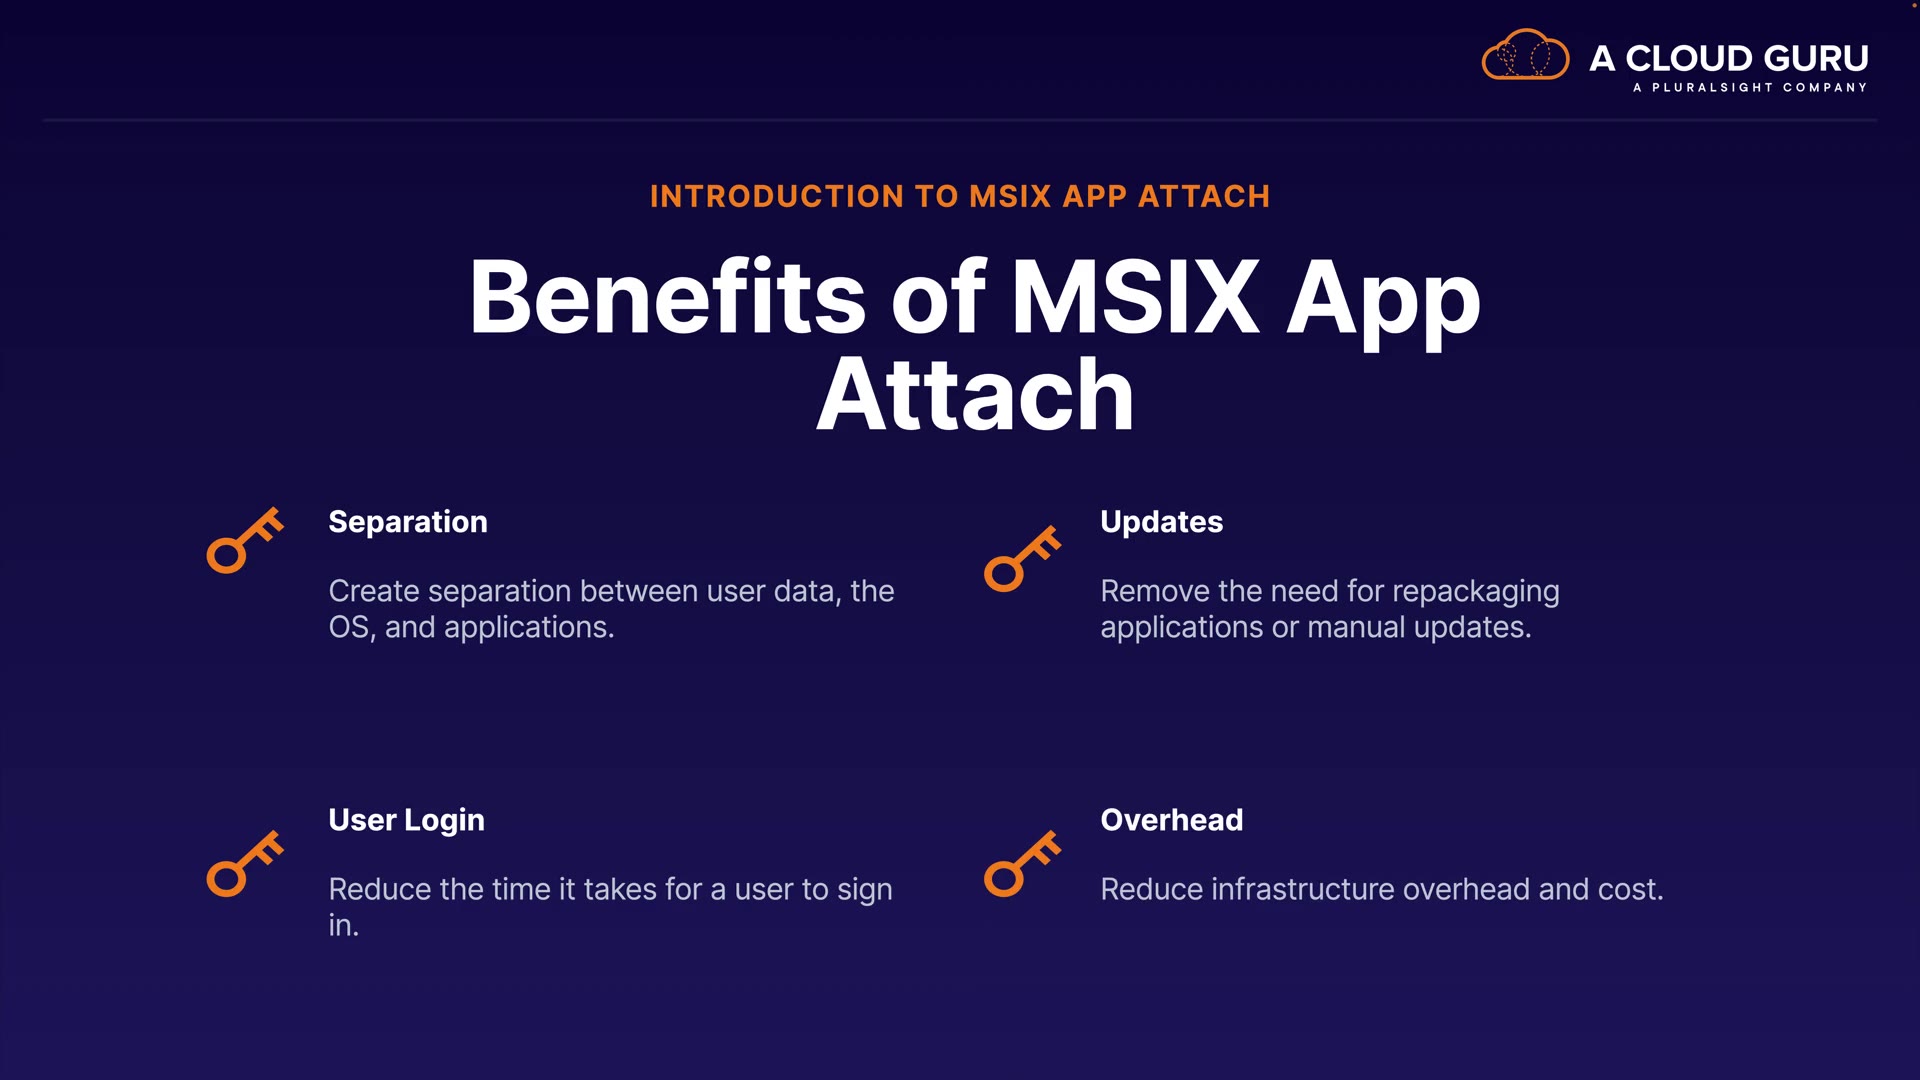 A CLOUD GURU
A PLURALSIGHT COMPANY
INTRODUCTION TO MSIX APP ATTACH
Benefits of MSIX App
Attach
Separation
Create separation between user data, the
OS, and applications.
Updates
Remove the need for repackaging
applications or manual updates.
User Login
Reduce the time it takes for a user to sign
in.
Overhead
Reduce infrastructure overhead and cost.